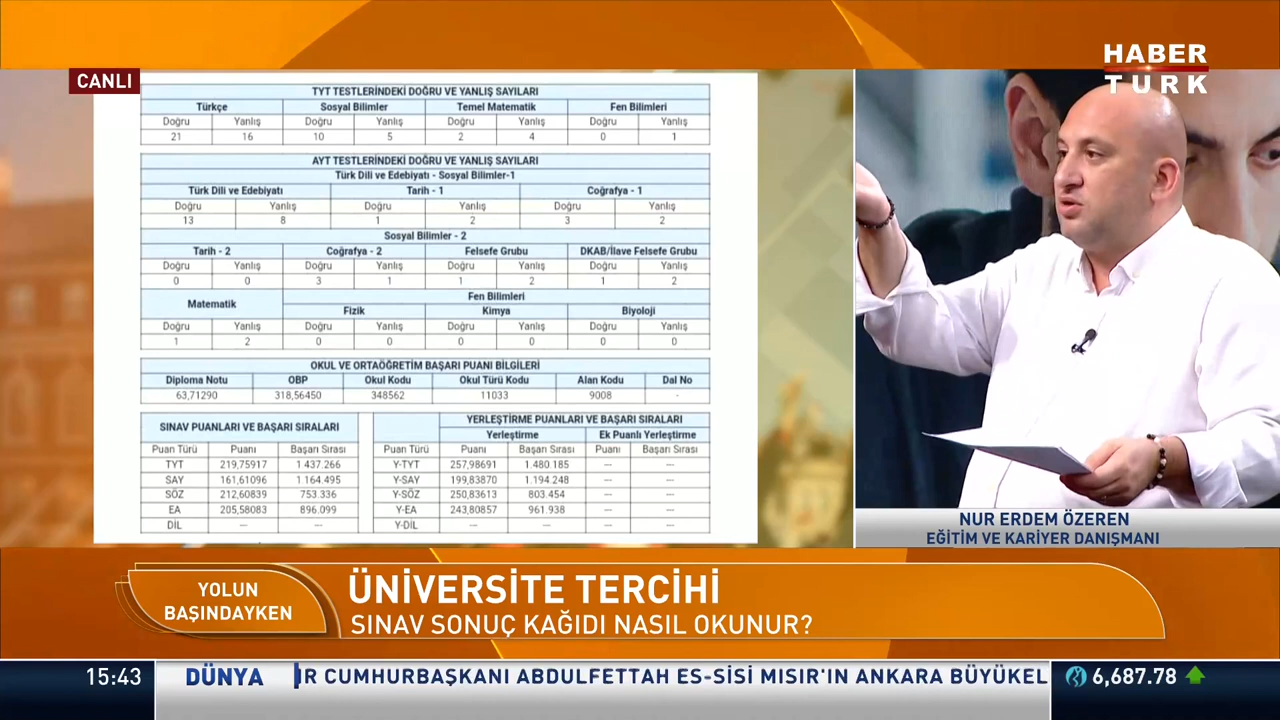 HABER
TÜRK
CANLI
TYT TESTLERİNDEKİ DOĞRU VE YANLIŞ SAYILARI
Türkçe Sosyal Bilimler Temel Matematik Fen Bilimleri
Doğru Yanlış Doğru Yanlış Doğru Yanlış Doğru Yanlış
21 16 10 5 2 4 0 1
AYT TESTLERİNDEKİ DOĞRU VE YANLIŞ SAYILARI
Türk Dili ve Edebiyatı - Sosyal Bilimler-1
Türk Dili ve Edebiyatı Tarih - 1 Coğrafya - 1
Doğru Yanlış Doğru Yanlış Doğru Yanlış
13 8 1 2 3 2
Sosyal Bilimler - 2
Tarih - 2 Coğrafya - 2 Felsefe Grubu DKAB/İlave Felsefe Grubu
Doğru Yanlış Doğru Yanlış Doğru Yanlış Doğru Yanlış
0 0 3 1 1 2 1 2
Matematik Fen Bilimleri
Fizik Kimya Biyoloji
Doğru Yanlış Doğru Yanlış Doğru Yanlış Doğru Yanlış
1 2 0 0 0 0 0 0
OKUL VE ORTAÖĞRETİM BAŞARI PUANI BİLGİLERİ
Diploma Notu OBP Okul Kodu Okul Türü Kodu Alan Kodu Dal No
63,71290 318,56450 348562 11033 9008 -
SINAV PUANLARI VE BAŞARI SIRALARI
Puan Türü Puanı Başarı Sırası
TYT 219,75917 1.437.266
SAY 161,61096 1.164.495
SÖZ 212,60839 753.336
EA 205,58083 896.099
DİL --- ---
YERLEŞTİRME PUANLARI VE BAŞARI SIRALARI
Yerleştirme Ek Puanlı Yerleştirme
Puan Türü Puanı Başarı Sırası Puanı Başarı Sırası
Y-TYT 257,98691 1.480.185 --- ---
Y-SAY 199,83870 1.194.248 --- ---
Y-SÖZ 250,83613 803.454 --- ---
Y-EA 243,80857 961.938 --- ---
Y-DİL --- --- --- ---
NUR ERDEM ÖZEREN
EĞİTİM VE KARİYER DANIŞMANI
YOLUN
BAŞINDAYKEN
ÜNİVERSİTE TERCİHİ
SINAV SONUÇ KAĞIDI NASIL OKUNUR?
15:43 DÜNYA IR CUMHURBAŞKANI ABDULFETTAH ES-SİSİ MISIR'IN ANKARA BÜYÜKEL 6,687.78